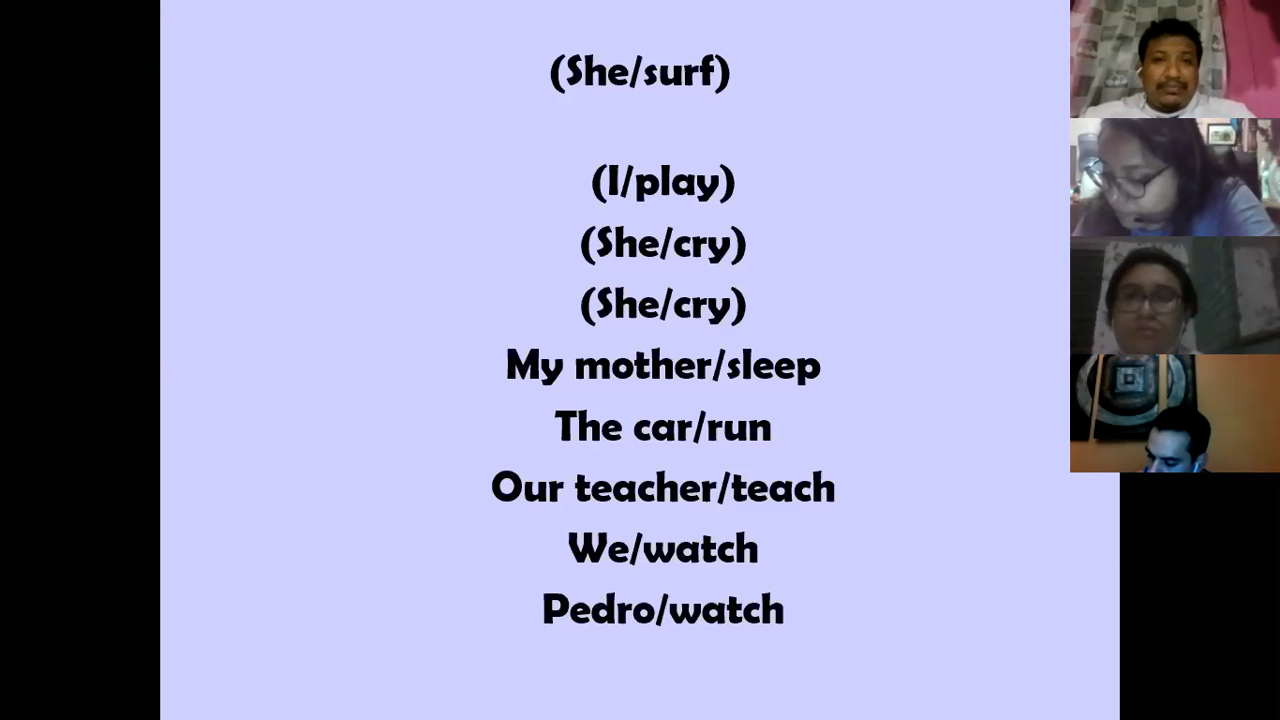 (She/surf)
(I/play)
(She/cry)
(She/cry)
My mother/sleep
The car/run
Our teacher/teach
We/watch
Pedro/watch